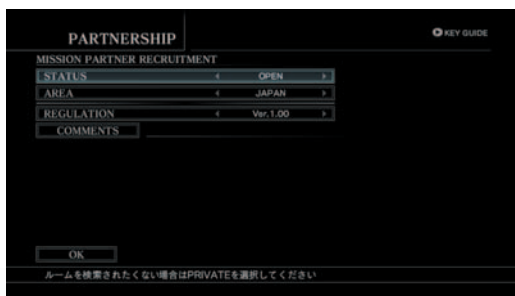 PARTNERSHIP
KEY GUIDE
MISSION PARTNER RECRUITMENT
STATUS OPEN
AREA JAPAN
REGULATION Ver.1.00
COMMENTS
OK
ルームを検索されたくない場合はPRIVATEを選択してください